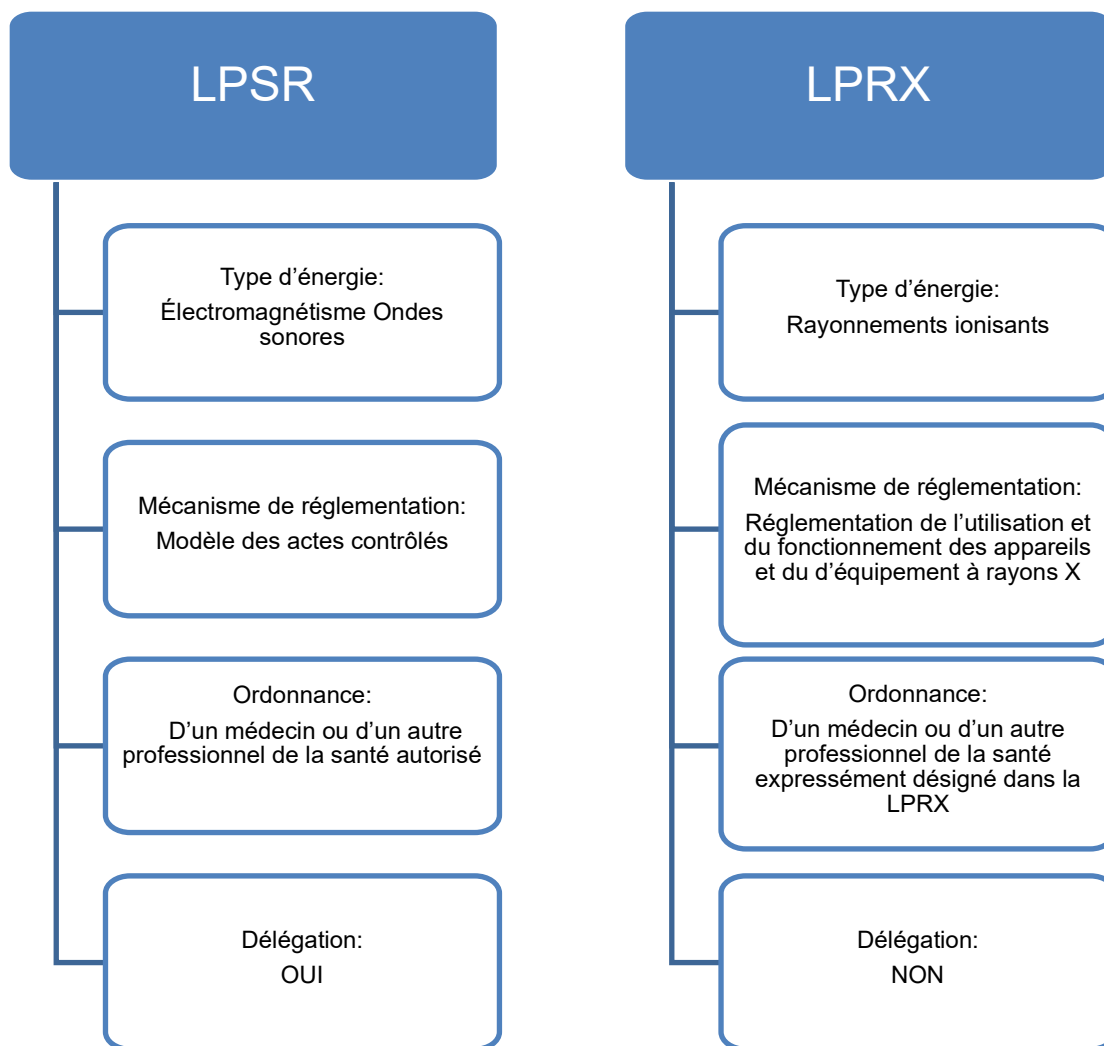 LPSR
Type d’énergie:
Électromagnétisme Ondes
sonores
Mécanisme de réglementation:
Modèle des actes contrôlés
Ordonnance:
D’un médecin ou d’un autre
professionnel de la santé autorisé
Délégation:
OUI
LPRX
Type d’énergie:
Rayonnements ionisants
Mécanisme de réglementation:
Réglementation de l’utilisation et
du fonctionnement des appareils
et du d’équipement à rayons X
Ordonnance:
D’un médecin ou d’un autre
professionnel de la santé
expressément désigné dans la
LPRX
Délégation:
NON